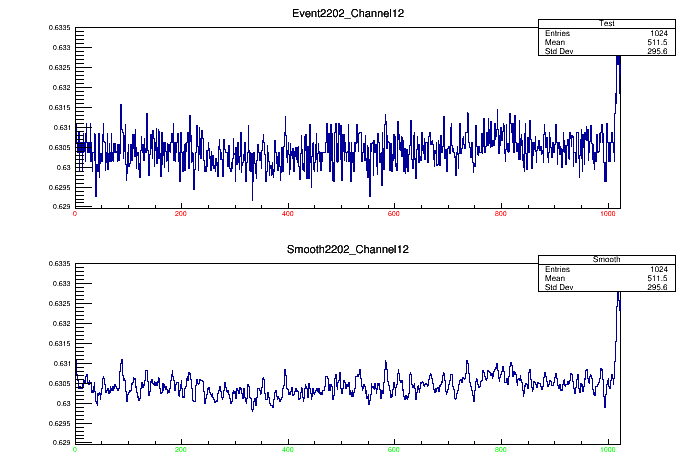 Event2202_Channel12
Test
Entries 1024
Mean 511.5
Std Dev 295.6
0.6335
0.633
0.6325
0.632
0.6315
0.631
0.6305
0.63
0.6295
0.629
0 200 400 600 800 1000
Smooth2202_Channel12
Smooth
Entries 1024
Mean 511.5
Std Dev 295.6
0.6335
0.633
0.6325
0.632
0.6315
0.631
0.6305
0.63
0.6295
0.629
0 200 400 600 800 1000